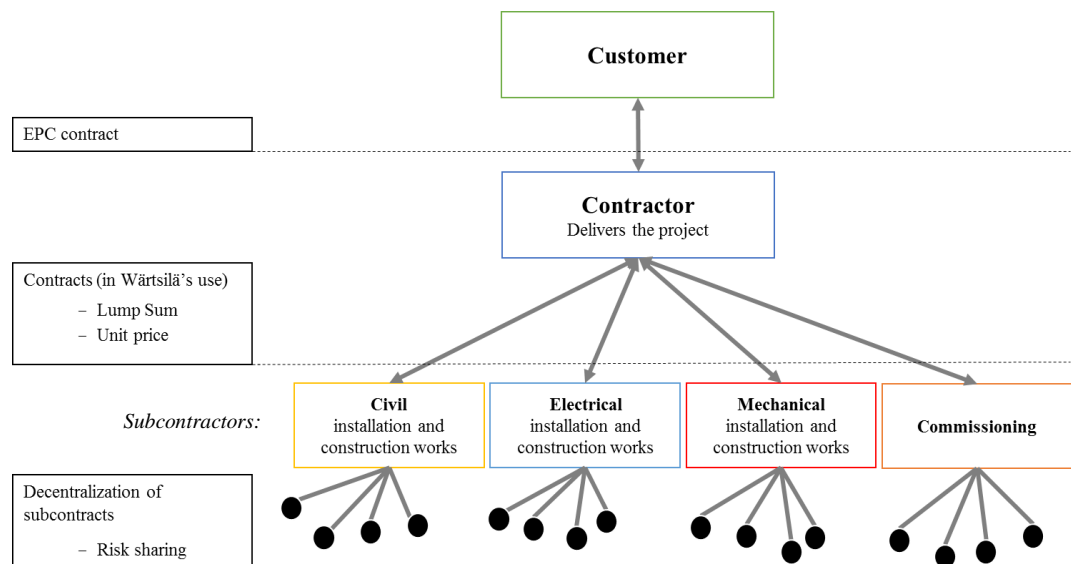 Customer
EPC contract
Contractor
Delivers the project
Contracts (in Wärtsilä’s use)
– Lump Sum
– Unit price
Subcontractors:
Civil
installation and
construction works
Electrical
installation and
construction works
Mechanical
installation and
construction works
Commissioning
Decentralization of
subcontracts
– Risk sharing